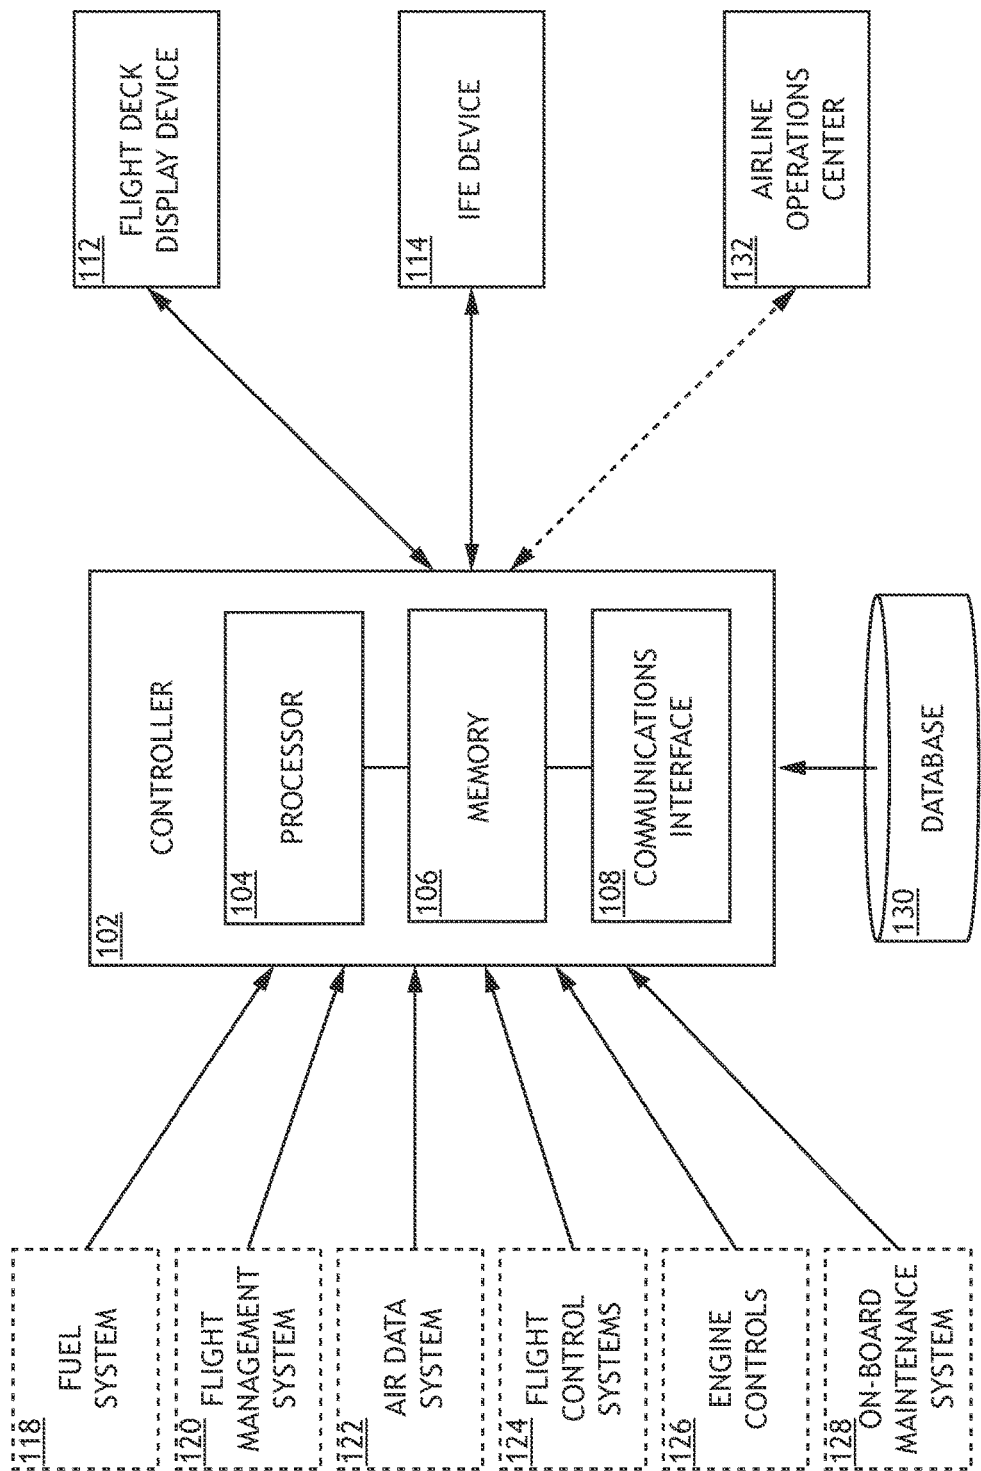 118
FUEL
SYSTEM
120
FLIGHT
MANAGEMENT
SYSTEM
122
AIR DATA
SYSTEM
124
FLIGHT
CONTROL
SYSTEMS
126
ENGINE
CONTROLS
128
ON-BOARD
MAINTENANCE
SYSTEM
102
CONTROLLER
104
PROCESSOR
106
MEMORY
108
COMMUNICATIONS
INTERFACE
130
DATABASE
112
FLIGHT DECK
DISPLAY DEVICE
114
IFE DEVICE
132
AIRLINE
OPERATIONS
CENTER